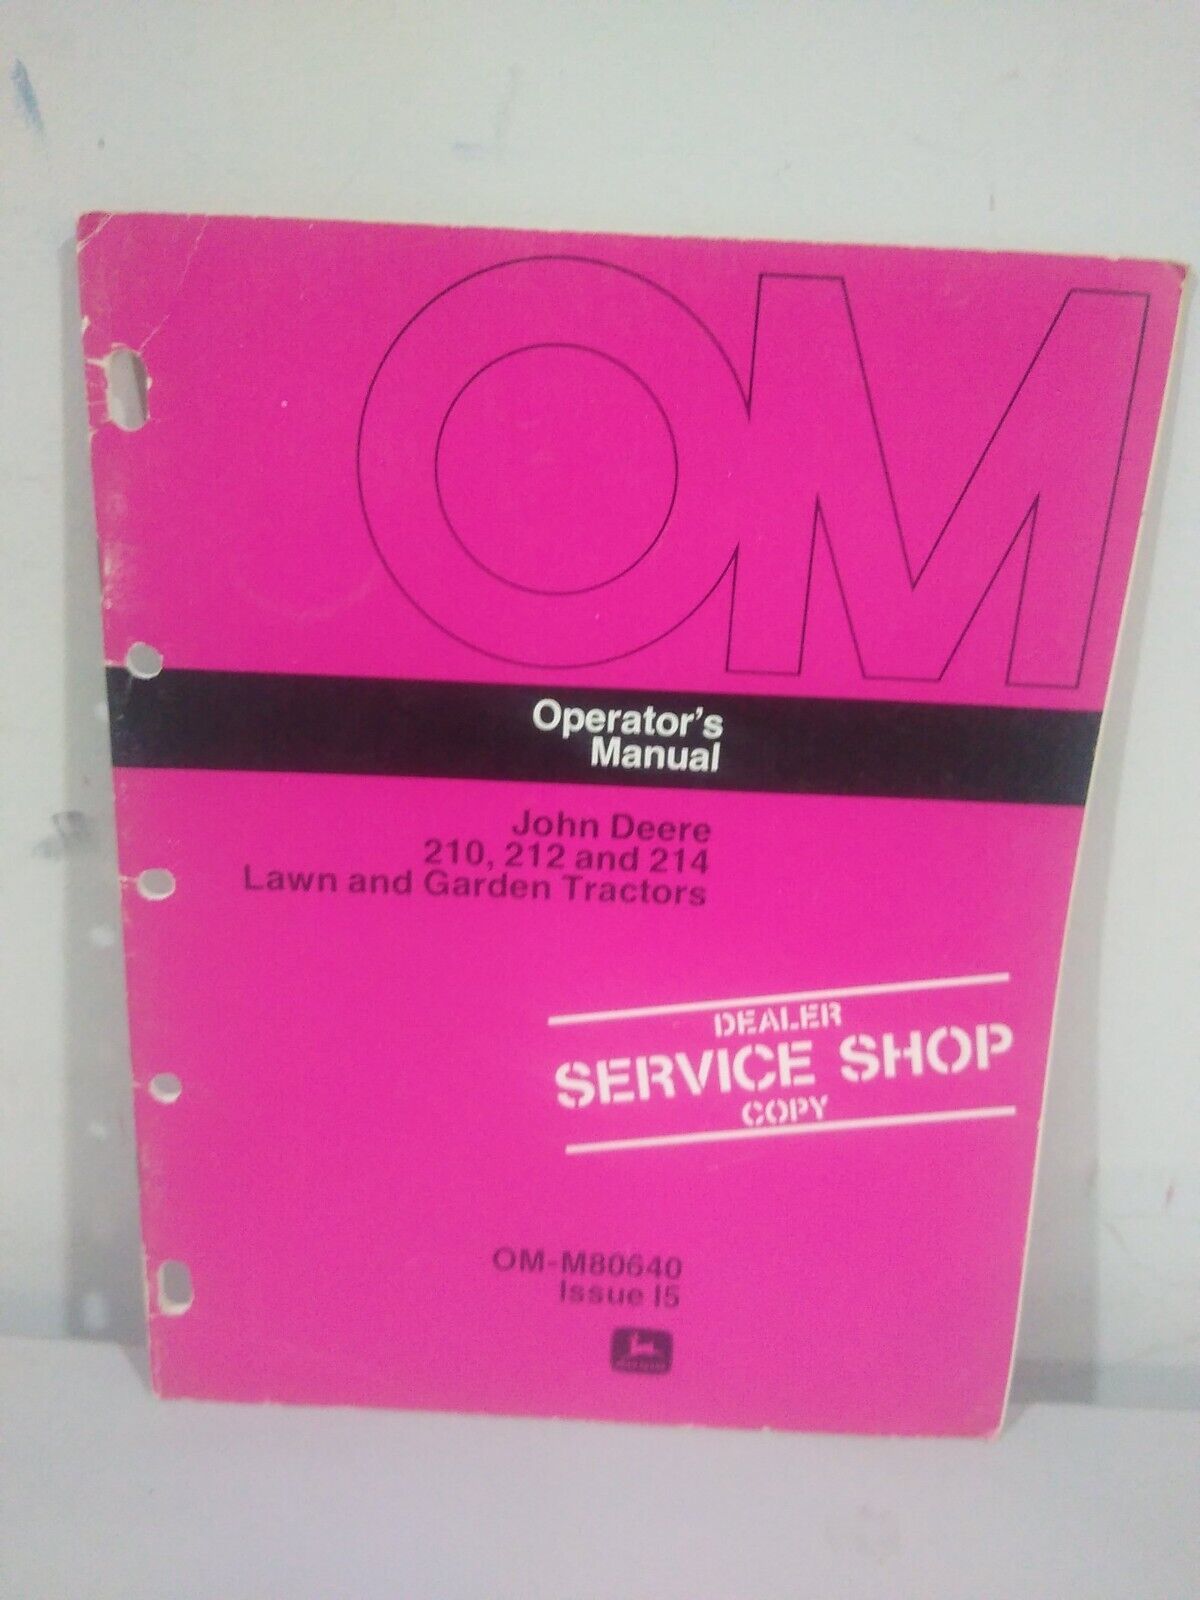 OM
Operator's
Manual
John Deere
210, 212 and 214
Lawn and Garden Tractors
DEALER
SERVICE SHOP
COPY
OM-M80640
Issue I5